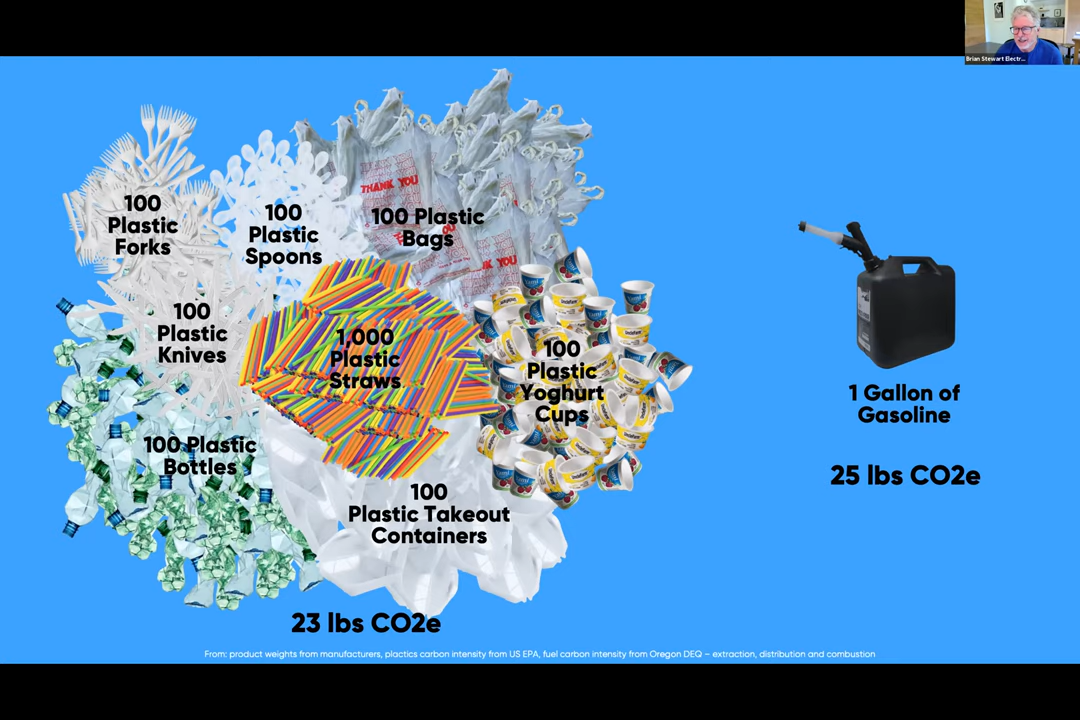 Brian Stewart Electr...
100
Plastic
Forks
100
Plastic
Spoons
THANK YOU
100 Plastic
Bags
100
Plastic
Knives
1,000
Plastic
Straws
100
Plastic
Yoghurt
Cups
100 Plastic
Bottles
100
Plastic Takeout
Containers
23 lbs CO2e
1 Gallon of
Gasoline
25 lbs CO2e
From: product weights from manufacturers, plactics carbon intensity from US EPA, fuel carbon intensity from Oregon DEQ – extraction, distribution and combustion